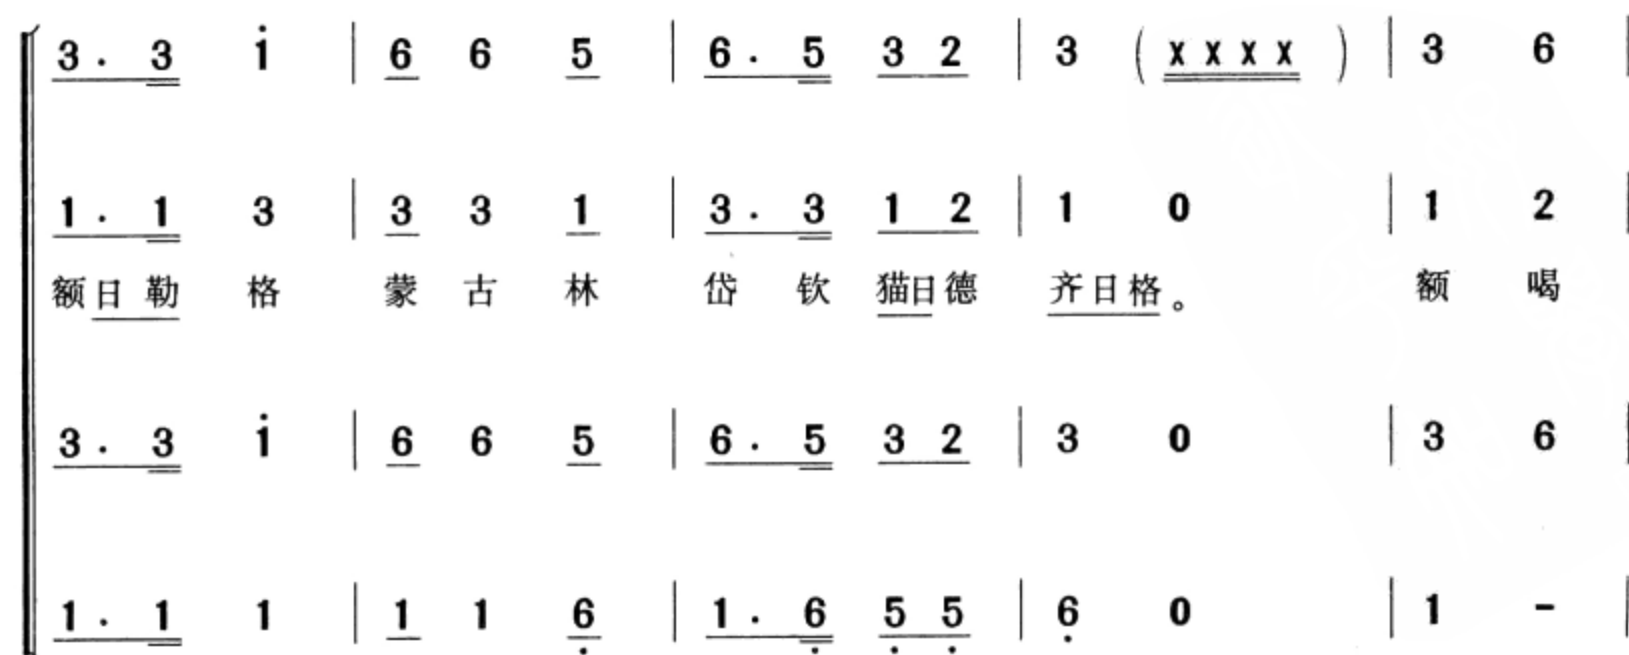 3 · 3 i | 6 6 5 | 6 · 5 3 2 | 3 ( x x x x ) | 3 6 |
1 · 1 3 | 3 3 1 | 3 · 3 1 2 | 1 0 | 1 2 |
额日勒 格 蒙 古 林 岱 钦 猫日德 齐日格。 额 喝
3 · 3 i | 6 6 5 | 6 · 5 3 2 | 3 0 | 3 6 |
1 · 1 1 | 1 1 6 | 1 · 6 5 5 | 6 0 | 1 – |